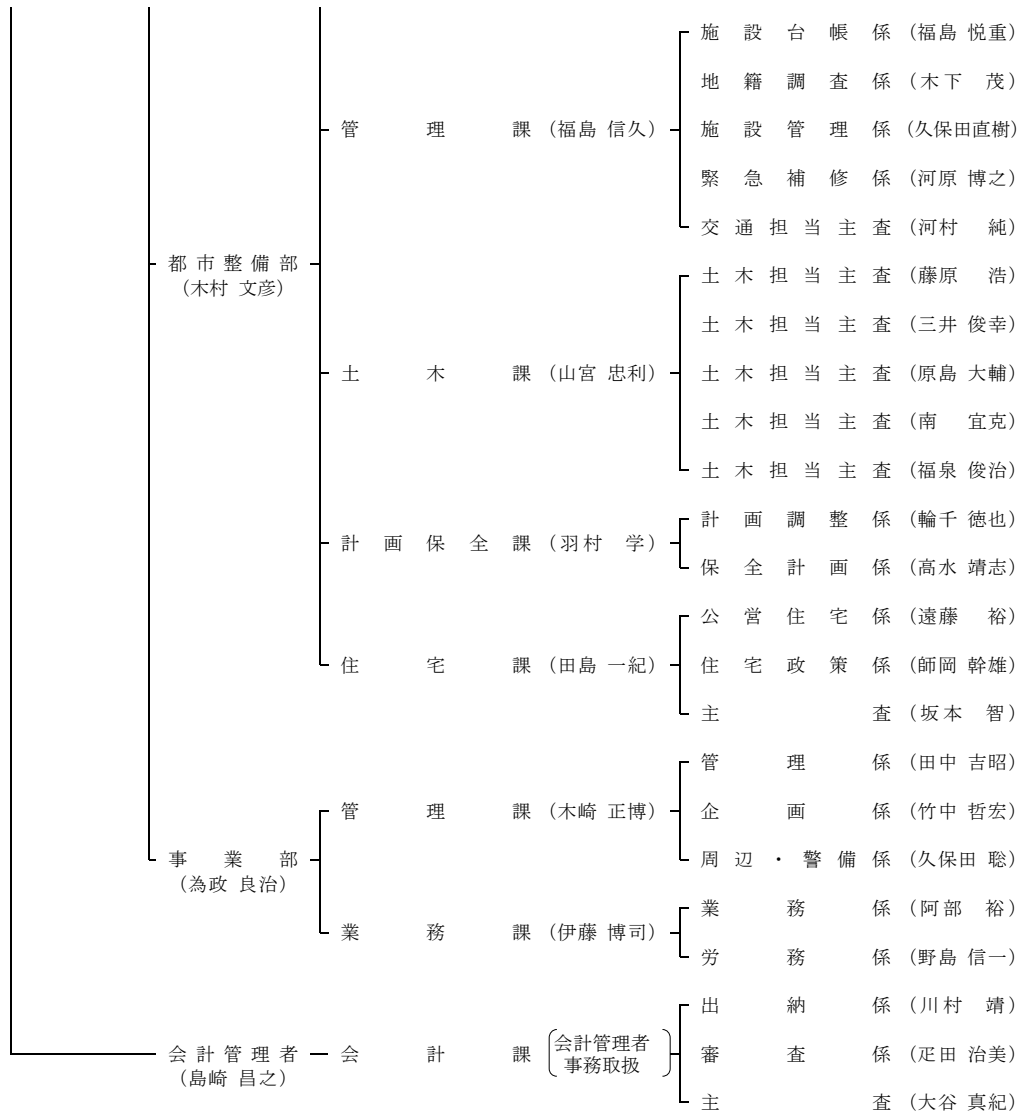 施設台帳係（福島 悦重）
地籍調査係（木下 茂）
管理課（福島 信久） 施設管理係（久保田直樹）
緊急補修係（河原 博之）
交通担当主査（河村 純）
都市整備部
（木村 文彦）
土木担当主査（藤原 浩）
土木担当主査（三井 俊幸）
土木課（山宮 忠利） 土木担当主査（原島 大輔）
土木担当主査（南 宜克）
土木担当主査（福泉 俊治）
計画保全課（羽村 学） 計画調整係（輪千 徳也）
保全計画係（高水 靖志）
公営住宅係（遠藤 裕）
住宅課（田島 一紀） 住宅政策係（師岡 幹雄）
主査（坂本 智）
管理係（田中 吉昭）
管理課（木崎 正博） 企画係（竹中 哲宏）
事業部 周辺・警備係（久保田 聡）
（為政 良治）
業務係（阿部 裕）
業務課（伊藤 博司）
労務係（野島 信一）
出納係（川村 靖）
会計管理者 会計課 会計管理者事務取扱 審査係（疋田 治美）
（島崎 昌之）
主査（大谷 真紀）